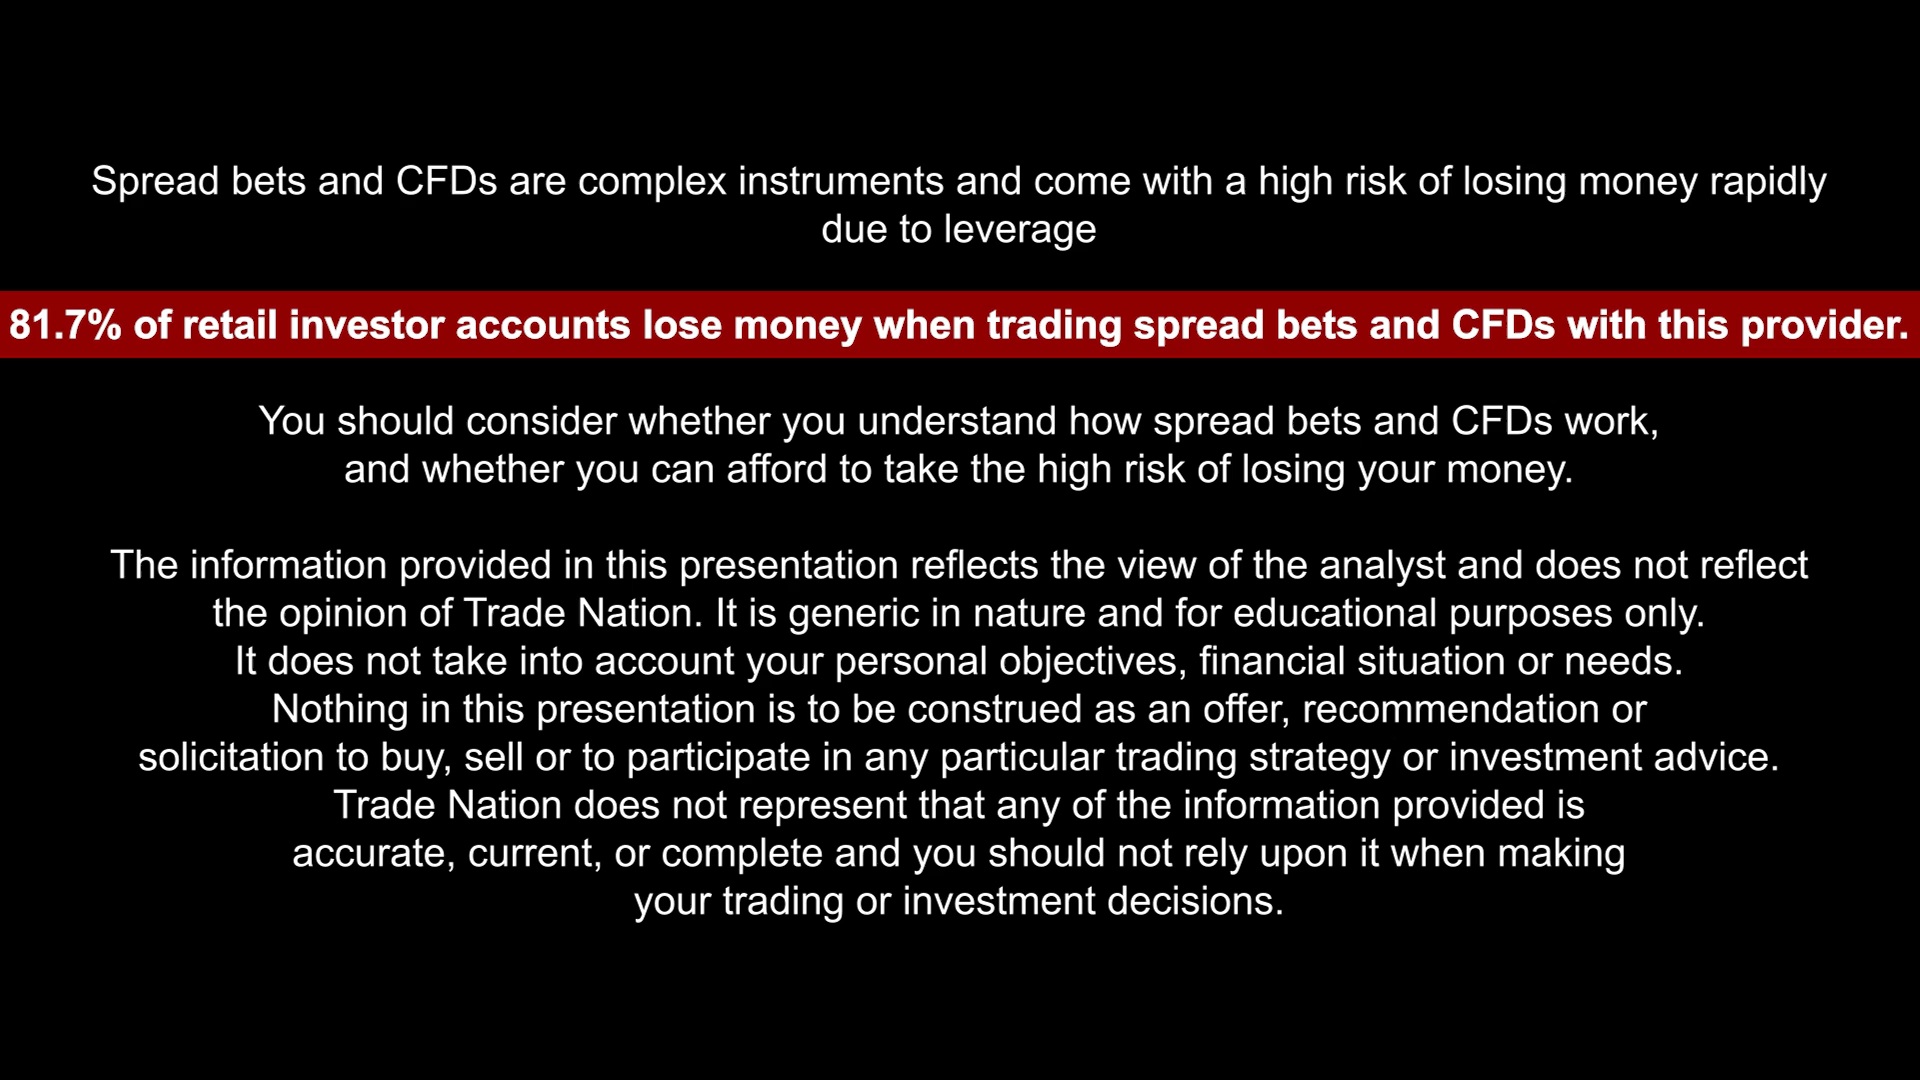 Spread bets and CFDs are complex instruments and come with a high risk of losing money rapidly
due to leverage
81.7% of retail investor accounts lose money when trading spread bets and CFDs with this provider.
You should consider whether you understand how spread bets and CFDs work,
and whether you can afford to take the high risk of losing your money.
The information provided in this presentation reflects the view of the analyst and does not reflect
the opinion of Trade Nation. It is generic in nature and for educational purposes only.
It does not take into account your personal objectives, financial situation or needs.
Nothing in this presentation is to be construed as an offer, recommendation or
solicitation to buy, sell or to participate in any particular trading strategy or investment advice.
Trade Nation does not represent that any of the information provided is
accurate, current, or complete and you should not rely upon it when making
your trading or investment decisions.